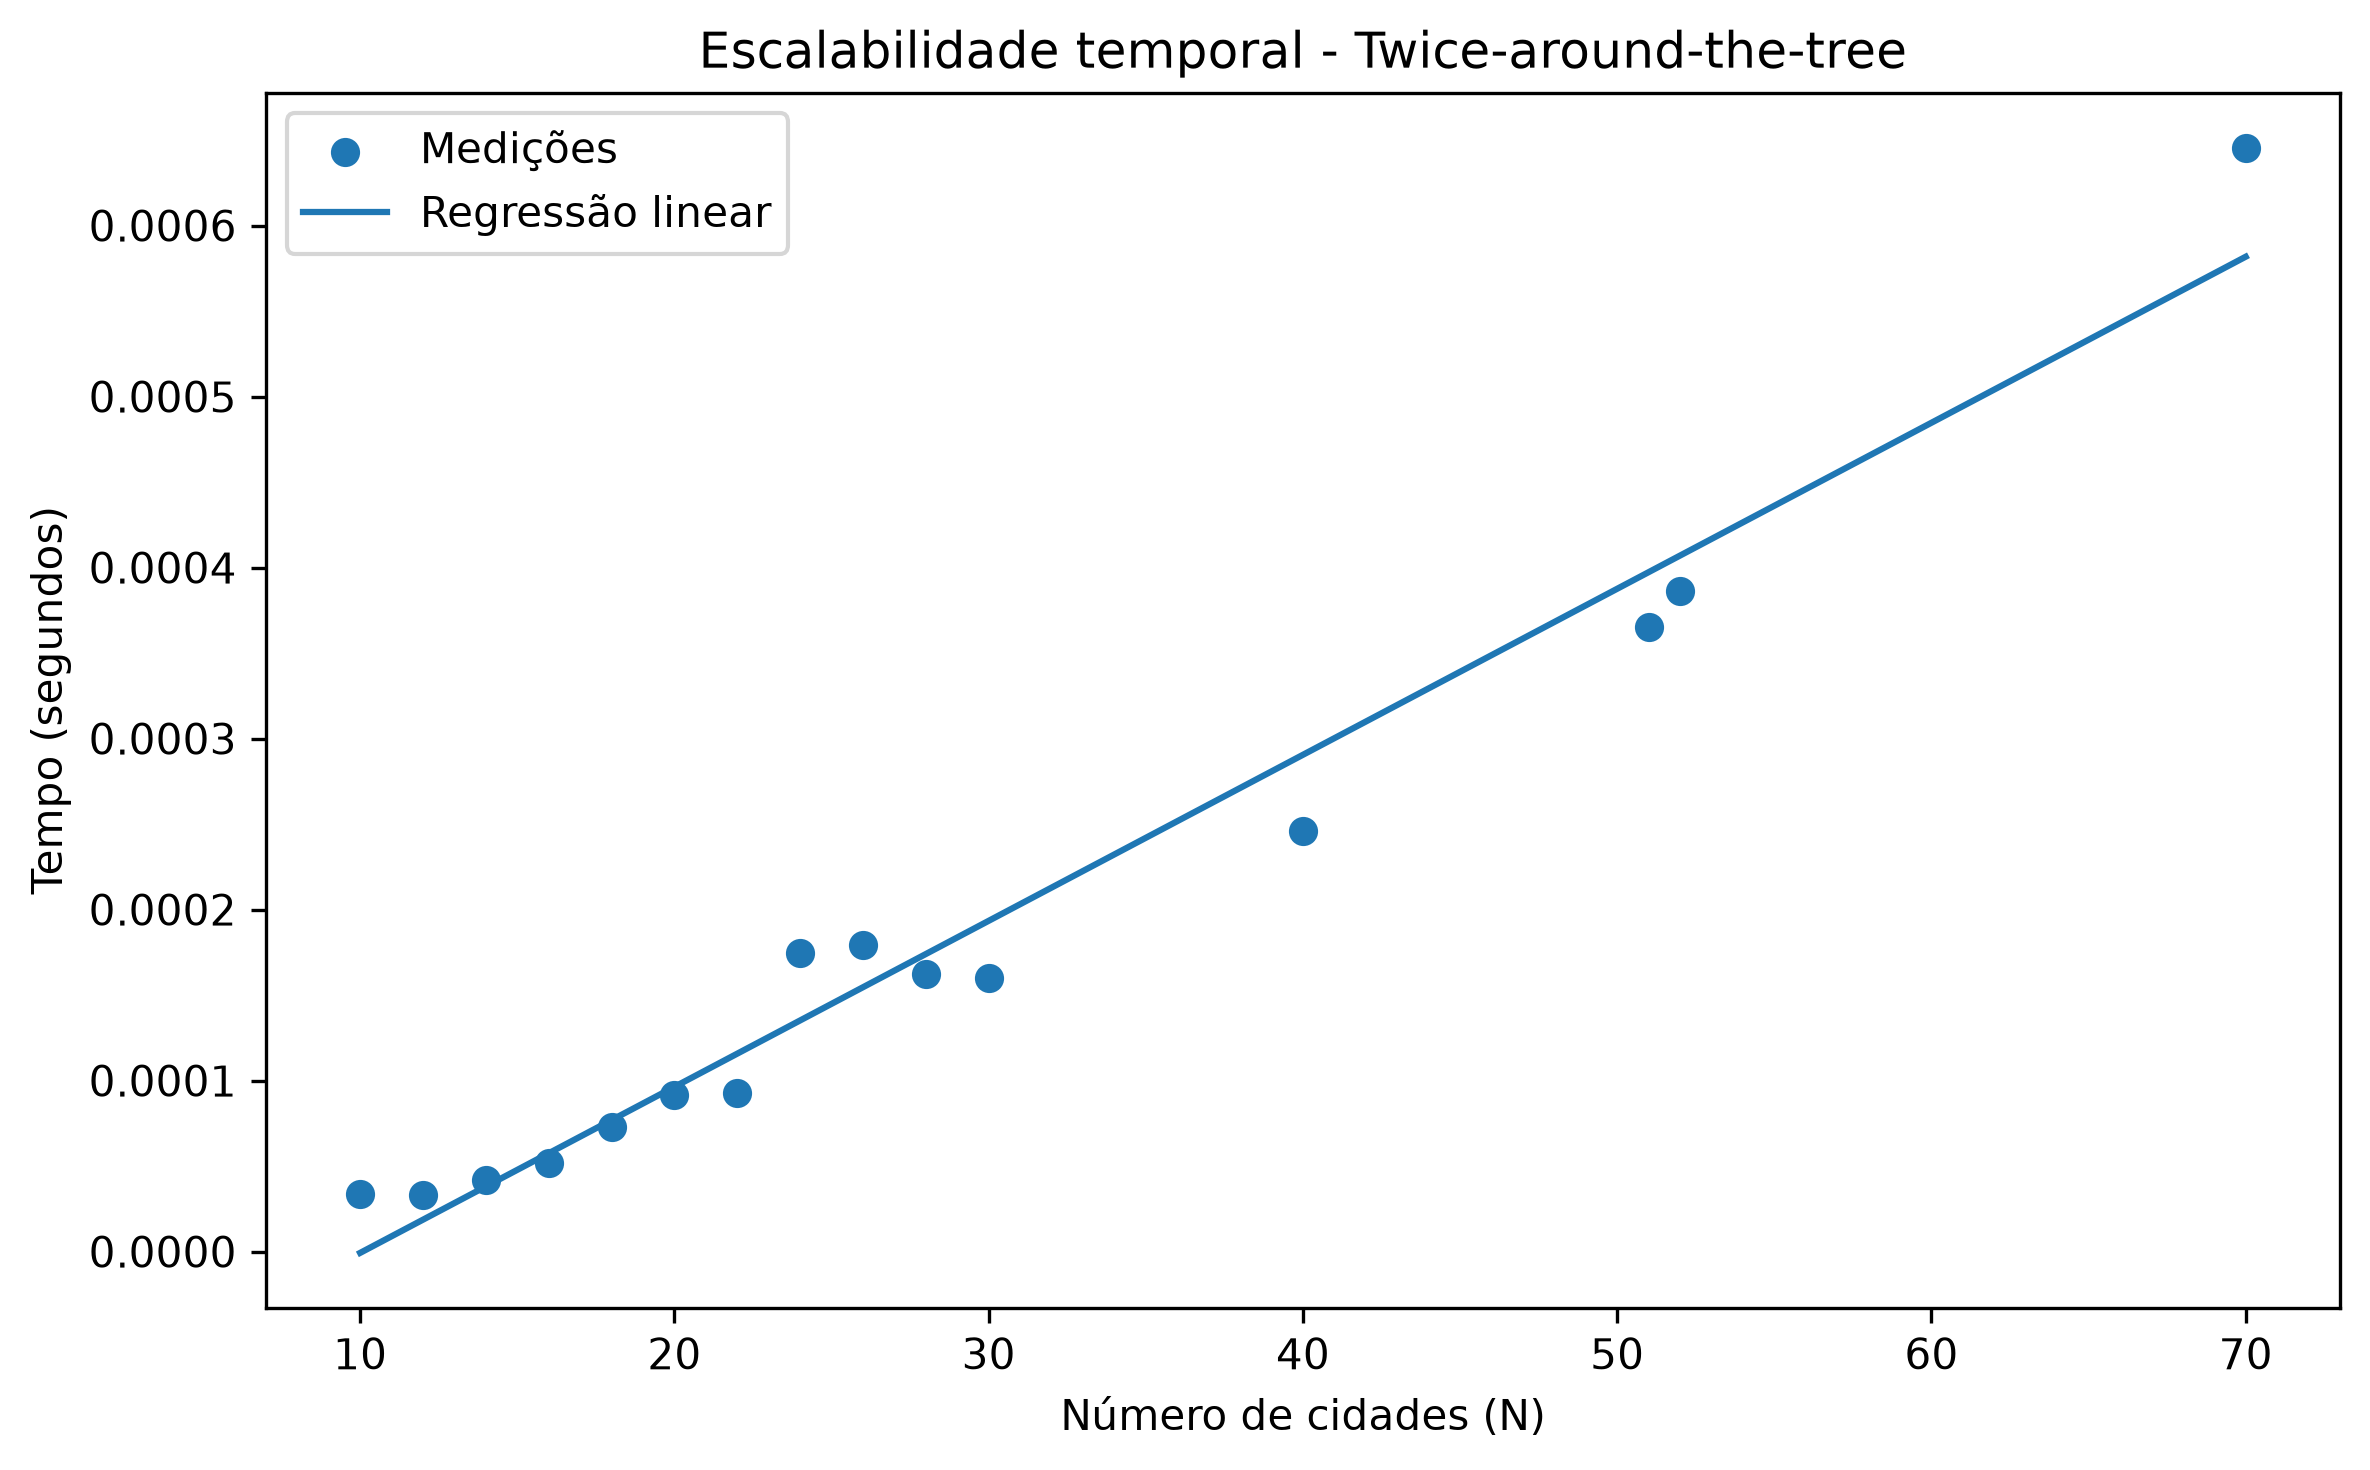 Escalabilidade temporal - Twice-around-the-tree
Medições
Regressão linear
0.0006
0.0005
0.0004
0.0003
0.0002
0.0001
0.0000
Tempo (segundos)
10 20 30 40 50 60 70
Número de cidades (N)